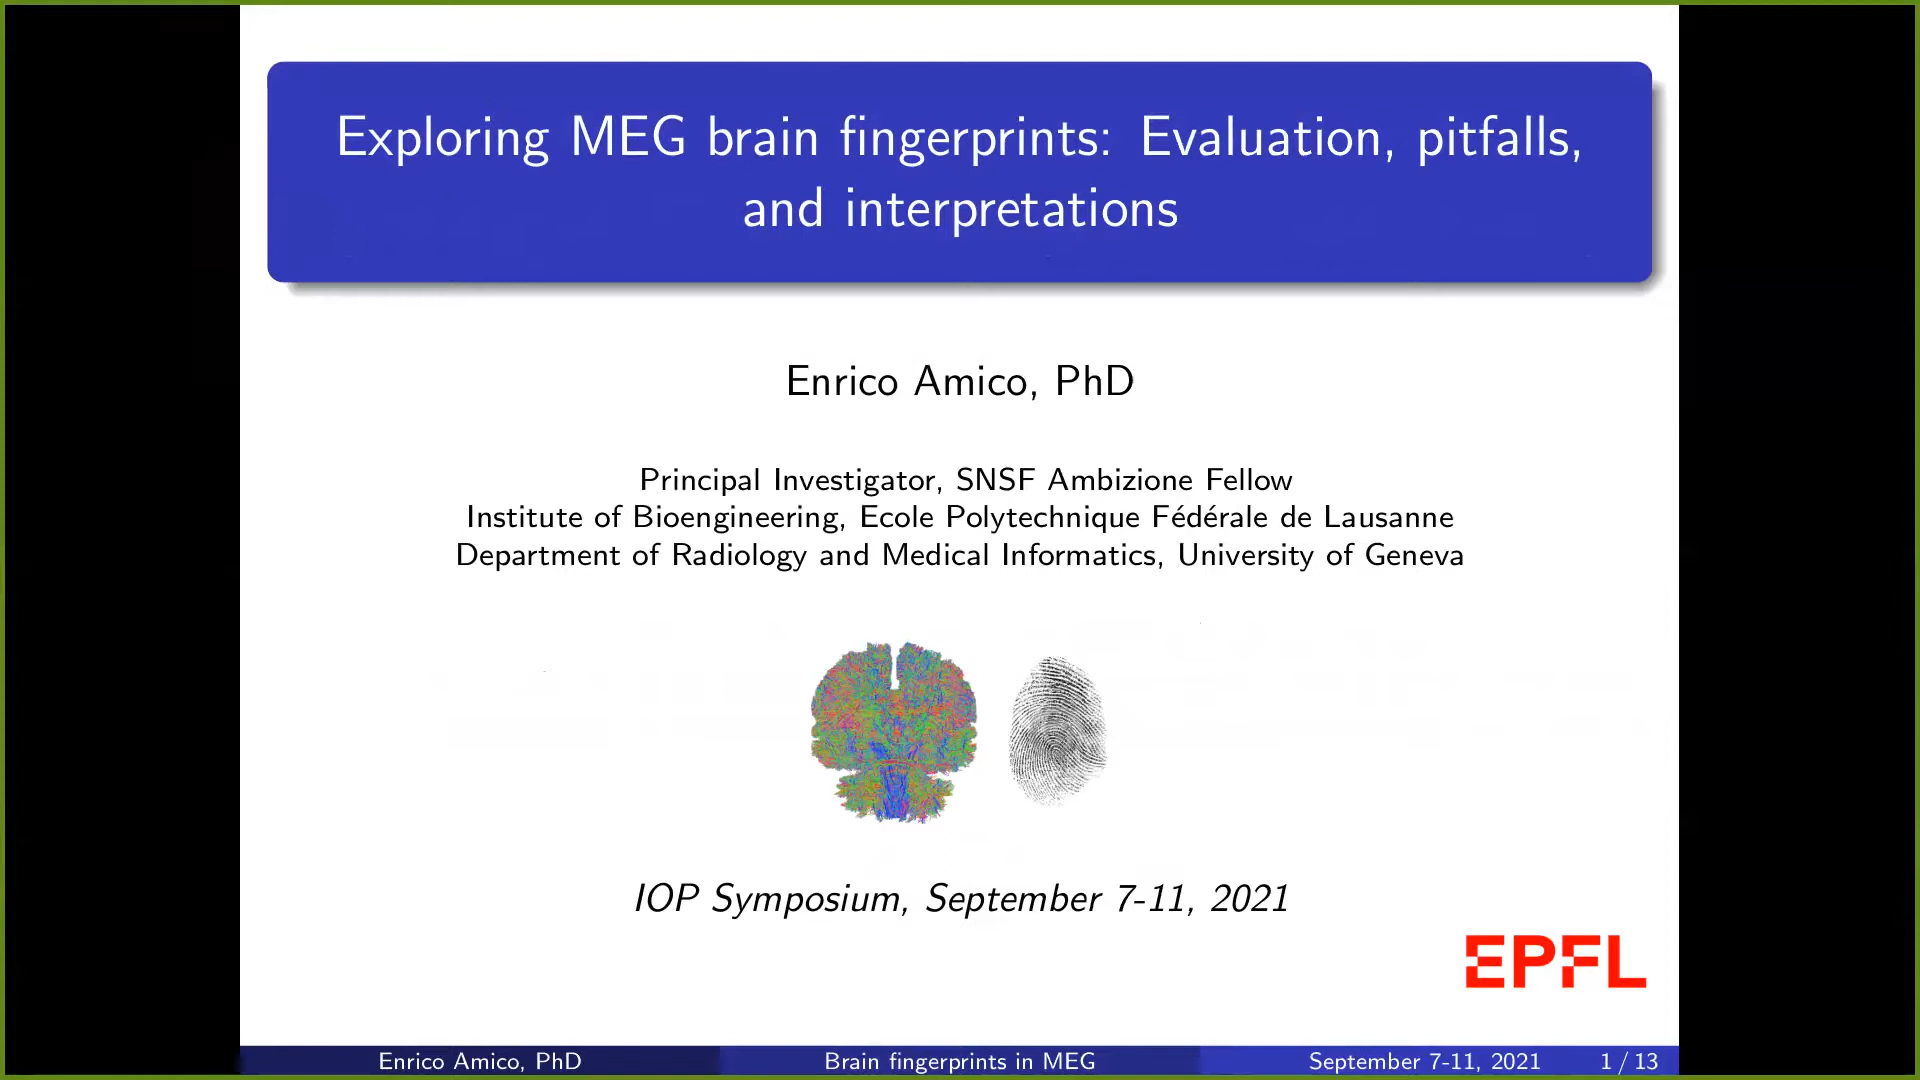 Exploring MEG brain fingerprints: Evaluation, pitfalls,
and interpretations
Enrico Amico, PhD
Principal Investigator, SNSF Ambizione Fellow
Institute of Bioengineering, Ecole Polytechnique Fédérale de Lausanne
Department of Radiology and Medical Informatics, University of Geneva
IOP Symposium, September 7-11, 2021
EPFL
Enrico Amico, PhD Brain fingerprints in MEG September 7-11, 2021 1 / 13